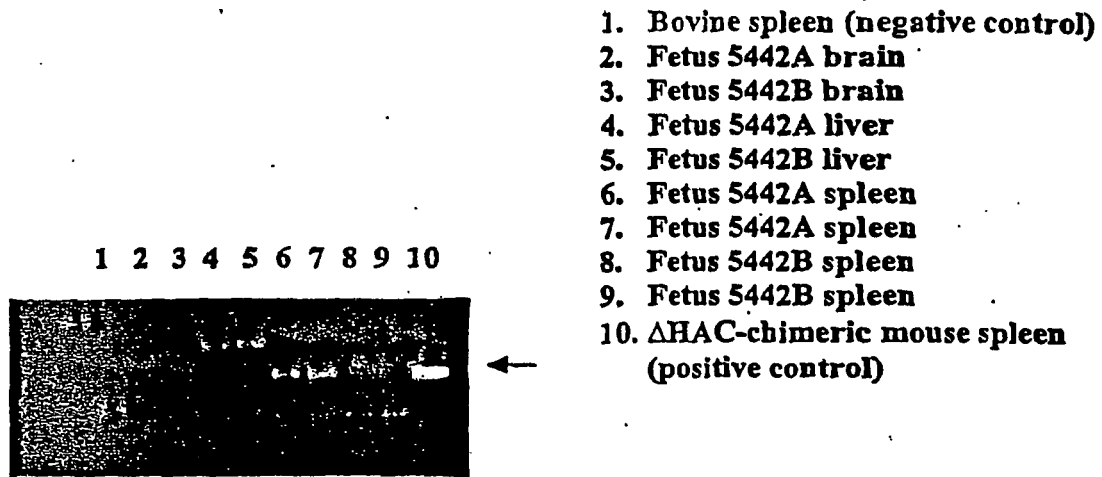 1. Bovine spleen (negative control)
2. Fetus 5442A brain
3. Fetus 5442B brain
4. Fetus 5442A liver
5. Fetus 5442B liver
6. Fetus 5442A spleen
7. Fetus 5442A spleen
8. Fetus 5442B spleen
9. Fetus 5442B spleen
10. ΔHAC-chimeric mouse spleen
(positive control)
1 2 3 4 5 6 7 8 9 10